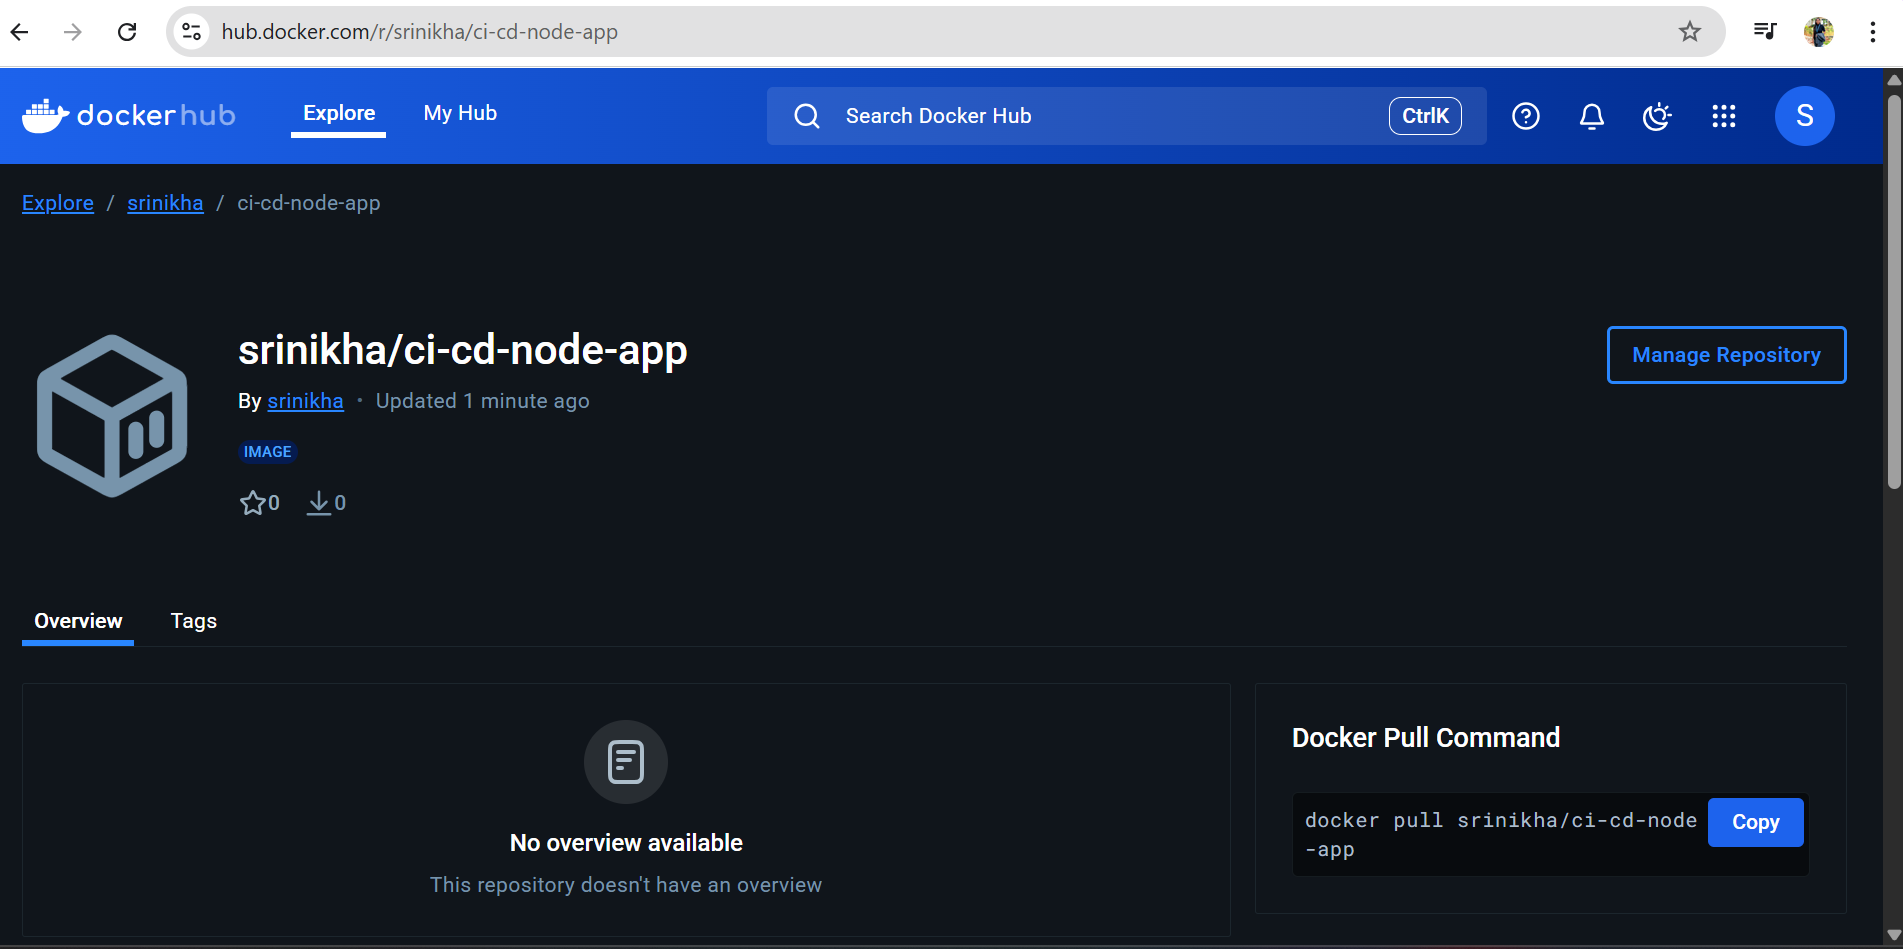 hub.docker.com/r/srinikha/ci-cd-node-app
dockerhub
Explore
My Hub
Search Docker Hub
CtrlK
S
Explore / srinikha / ci-cd-node-app
srinikha/ci-cd-node-app
Manage Repository
By srinikha • Updated 1 minute ago
IMAGE
0
0
Overview
Tags
No overview available
This repository doesn't have an overview
Docker Pull Command
docker pull srinikha/ci-cd-node
-app
Copy